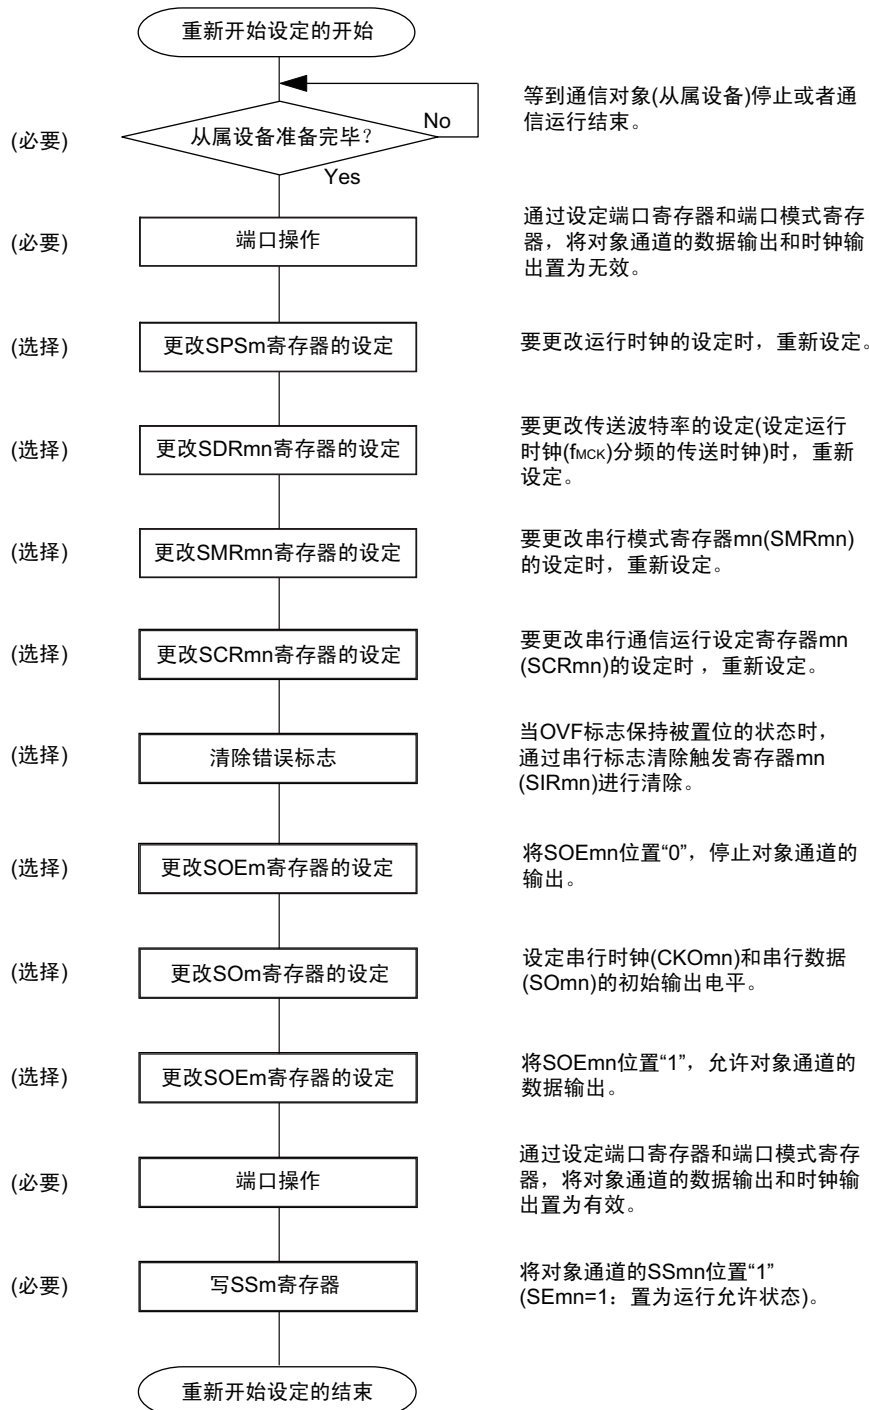 重新开始设定的开始
等到通信对象(从属设备)停止或者通
信运行结束。
No
(必要)
从属设备准备完毕？
Yes
通过设定端口寄存器和端口模式寄存
器，将对象通道的数据输出和时钟输
出置为无效。
(必要)
端口操作
(选择)
更改SPSm寄存器的设定
要更改运行时钟的设定时，重新设定。
要更改传送波特率的设定(设定运行
时钟(fMCK)分频的传送时钟)时，重新
设定。
(选择)
更改SDRmn寄存器的设定
要更改串行模式寄存器mn(SMRmn)
的设定时，重新设定。
(选择)
更改SMRmn寄存器的设定
要更改串行通信运行设定寄存器mn
(SCRmn)的设定时 ，重新设定。
(选择)
更改SCRmn寄存器的设定
当OVF标志保持被置位的状态时，
通过串行标志清除触发寄存器mn
(SIRmn)进行清除。
(选择)
清除错误标志
将SOEmn位置“0”，停止对象通道的
输出。
(选择)
更改SOEm寄存器的设定
设定串行时钟(CKOmn)和串行数据
(SOmn)的初始输出电平。
(选择)
更改SOm寄存器的设定
将SOEmn位置“1”，允许对象通道的
数据输出。
(选择)
更改SOEm寄存器的设定
通过设定端口寄存器和端口模式寄存
器，将对象通道的数据输出和时钟输
出置为有效。
(必要)
端口操作
将对象通道的SSmn位置“1”
(SEmn=1：置为运行允许状态)。
(必要)
写SSm寄存器
重新开始设定的结束